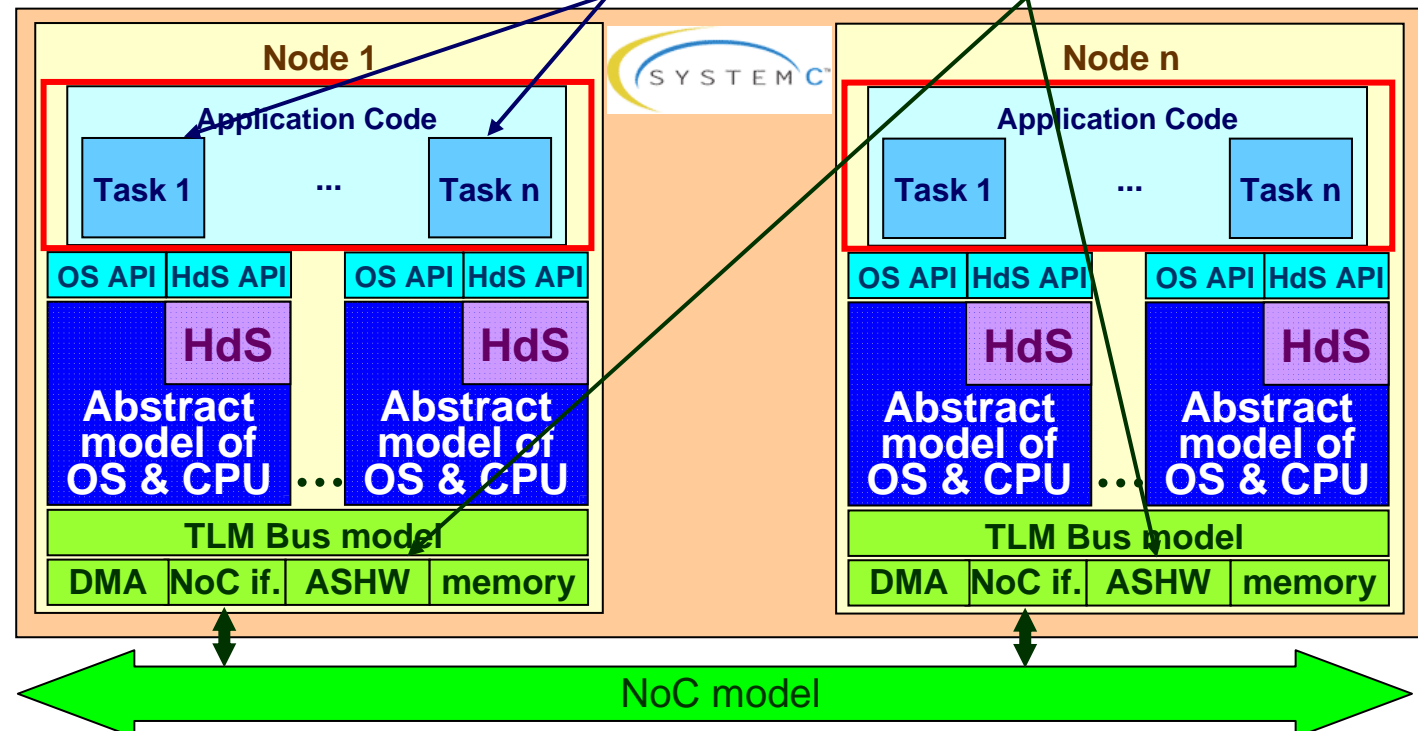 Node 1
SYSTEMC™
Node n
Application Code
Task 1
...
Task n
Application Code
Task 1
...
Task n
OS API
HdS API
OS API
HdS API
OS API
HdS API
OS API
HdS API
HdS
Abstract
model of
OS & CPU
...
HdS
Abstract
model of
OS & CPU
HdS
Abstract
model of
OS & CPU
...
HdS
Abstract
model of
OS & CPU
TLM Bus model
TLM Bus model
DMA
NoC if.
ASHW
memory
DMA
NoC if.
ASHW
memory
NoC model